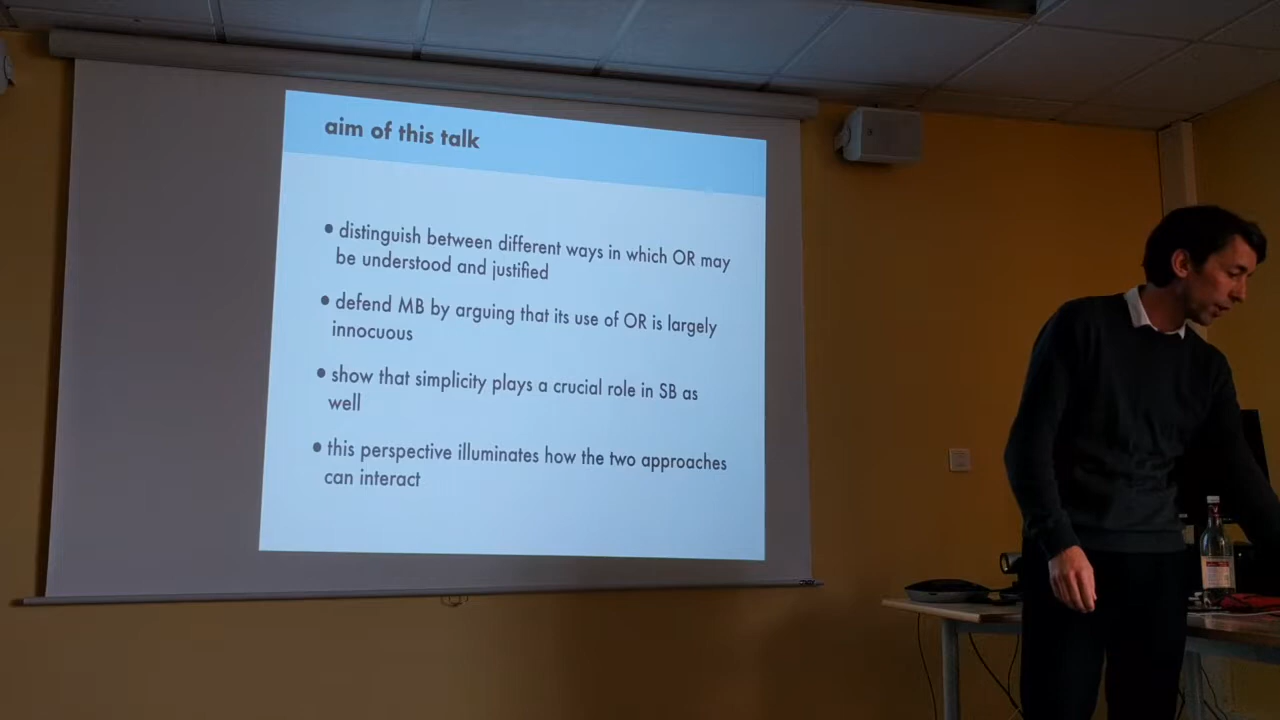 aim of this talk
• distinguish between different ways in which OR may
be understood and justified
• defend MB by arguing that its use of OR is largely
innocuous
• show that simplicity plays a crucial role in SB as
well
• this perspective illuminates how the two approaches
can interact